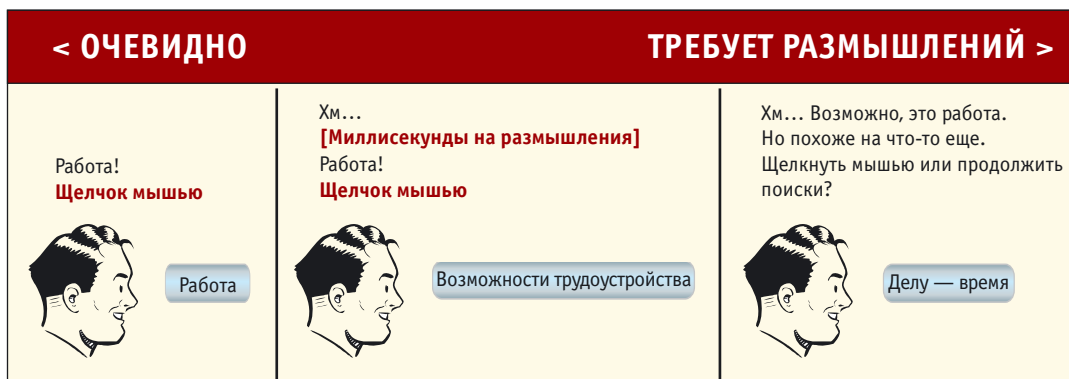 < ОЧЕВИДНО
ТРЕБУЕТ РАЗМЫШЛЕНИЙ >
Работа!
Щелчок мышью
Работа
Хм...
[Миллисекунды на размышления]
Работа!
Щелчок мышью
Возможности трудоустройства
Хм... Возможно, это работа.
Но похоже на что-то еще.
Щелкнуть мышью или продолжить
поиски?
Делу — время